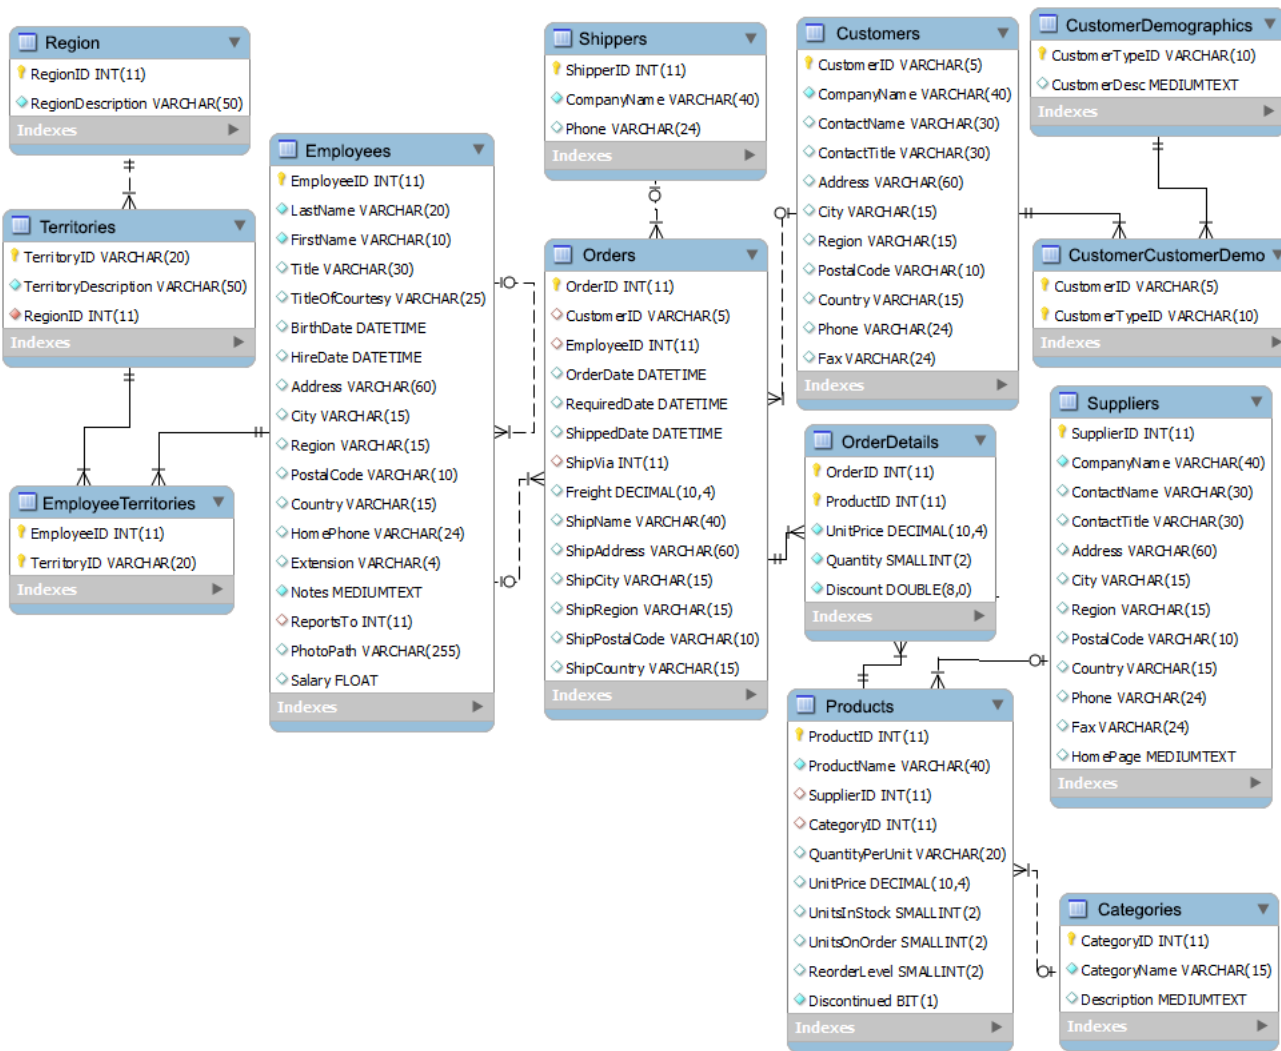 Region
RegionID INT(11)
RegionDescription VARCHAR(50)
Indexes
Territories
TerritoryID VARCHAR(20)
TerritoryDescription VARCHAR(50)
RegionID INT(11)
Indexes
EmployeeTerritories
EmployeeID INT(11)
TerritoryID VARCHAR(20)
Indexes
Employees
EmployeeID INT(11)
LastName VARCHAR(20)
FirstName VARCHAR(10)
Title VARCHAR(30)
TitleOfCourtesy VARCHAR(25)
BirthDate DATETIME
HireDate DATETIME
Address VARCHAR(60)
City VARCHAR(15)
Region VARCHAR(15)
PostalCode VARCHAR(10)
Country VARCHAR(15)
HomePhone VARCHAR(24)
Extension VARCHAR(4)
Notes MEDIUMTEXT
ReportsTo INT(11)
PhotoPath VARCHAR(255)
Salary FLOAT
Indexes
Shippers
ShipperID INT(11)
CompanyName VARCHAR(40)
Phone VARCHAR(24)
Indexes
Orders
OrderID INT(11)
CustomerID VARCHAR(5)
EmployeeID INT(11)
OrderDate DATETIME
RequiredDate DATETIME
ShippedDate DATETIME
ShipVia INT(11)
Freight DECIMAL(10,4)
ShipName VARCHAR(40)
ShipAddress VARCHAR(60)
ShipCity VARCHAR(15)
ShipRegion VARCHAR(15)
ShipPostalCode VARCHAR(10)
ShipCountry VARCHAR(15)
Indexes
Customers
CustomerID VARCHAR(5)
CompanyName VARCHAR(40)
ContactName VARCHAR(30)
ContactTitle VARCHAR(30)
Address VARCHAR(60)
City VARCHAR(15)
Region VARCHAR(15)
PostalCode VARCHAR(10)
Country VARCHAR(15)
Phone VARCHAR(24)
Fax VARCHAR(24)
Indexes
CustomerDemographics
CustomerTypeID VARCHAR(10)
CustomerDesc MEDIUMTEXT
Indexes
CustomerCustomerDemo
CustomerID VARCHAR(5)
CustomerTypeID VARCHAR(10)
Indexes
OrderDetails
OrderID INT(11)
ProductID INT(11)
UnitPrice DECIMAL(10,4)
Quantity SMALLINT(2)
Discount DOUBLE(8,0)
Indexes
Suppliers
SupplierID INT(11)
CompanyName VARCHAR(40)
ContactName VARCHAR(30)
ContactTitle VARCHAR(30)
Address VARCHAR(60)
City VARCHAR(15)
Region VARCHAR(15)
PostalCode VARCHAR(10)
Country VARCHAR(15)
Phone VARCHAR(24)
Fax VARCHAR(24)
HomePage MEDIUMTEXT
Indexes
Products
ProductID INT(11)
ProductName VARCHAR(40)
SupplierID INT(11)
CategoryID INT(11)
QuantityPerUnit VARCHAR(20)
UnitPrice DECIMAL(10,4)
UnitsInStock SMALLINT(2)
UnitsOnOrder SMALLINT(2)
ReorderLevel SMALLINT(2)
Discontinued BIT(1)
Indexes
Categories
CategoryID INT(11)
CategoryName VARCHAR(15)
Description MEDIUMTEXT
Indexes